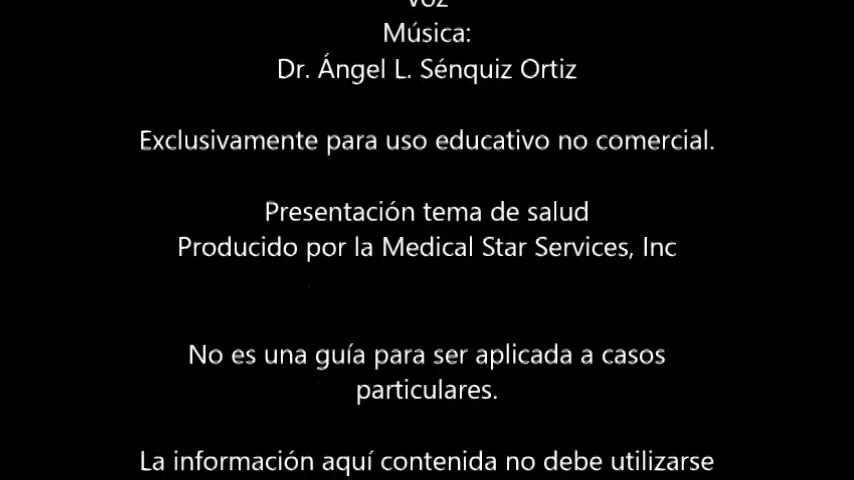 Voz
Música:
Dr. Ángel L. Sénquiz Ortiz
Exclusivamente para uso educativo no comercial.
Presentación tema de salud
Producido por la Medical Star Services, Inc
No es una guía para ser aplicada a casos
particulares.
La información aquí contenida no debe utilizarse